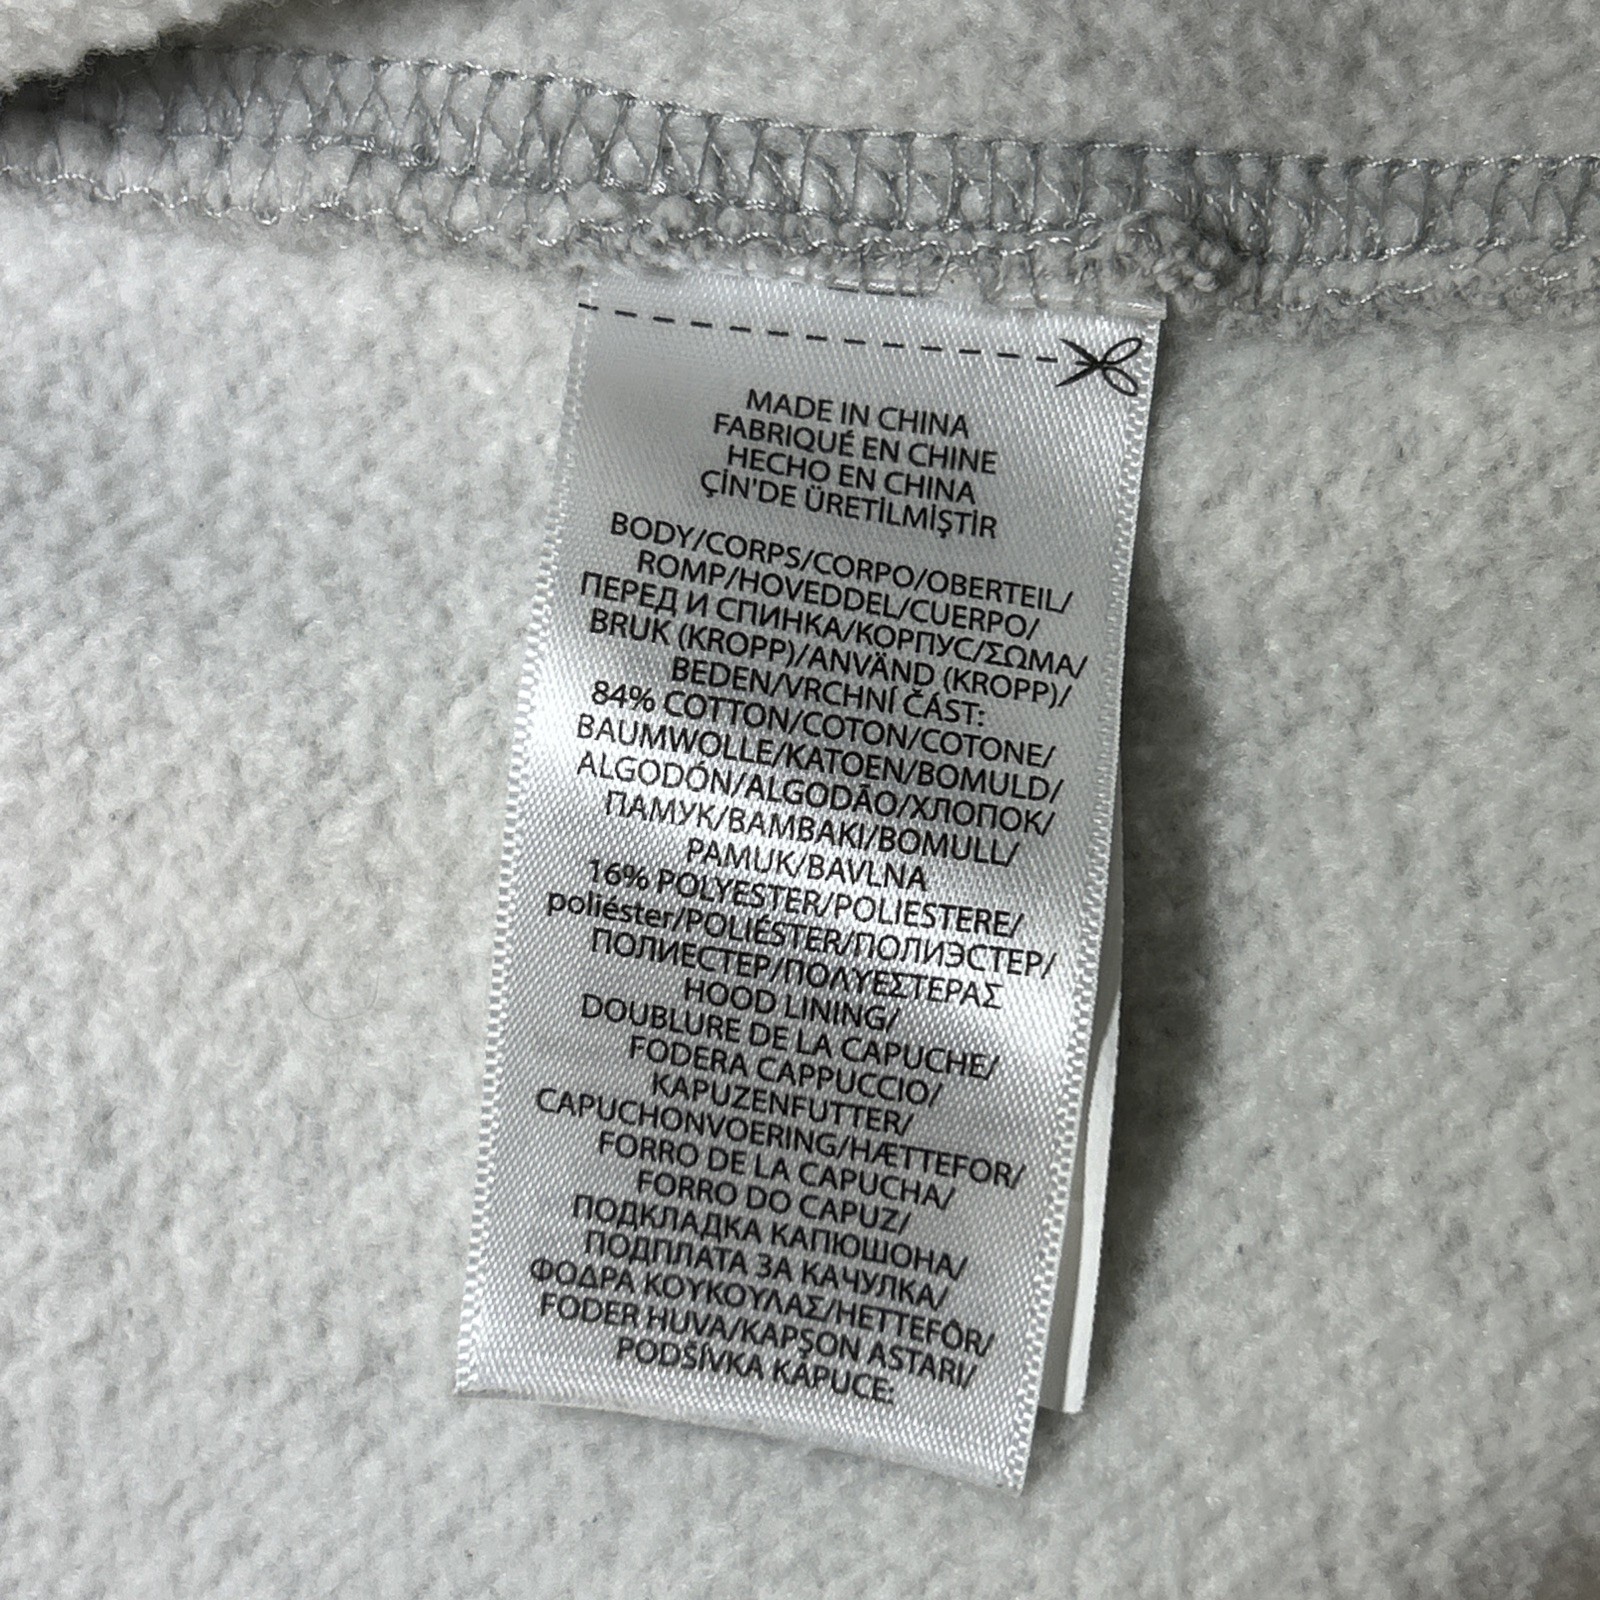 MADE IN CHINA
FABRIQUÉ EN CHINE
HECHO EN CHINA
ÇİN'DE ÜRETİLMİŞTİR
BODY/CORPS/CORPO/OBERTEIL/
ROMP/HOVEDDEL/CUERPO/
ПЕРЕД И СПИНКА/КОРПУС/ΣΩΜΑ/
BRUK (KROPP)/ANVÄND (KROPP)/
BEDEN/VRCHNÍ ČÁST:
84% COTTON/COTON/COTONE/
BAUMWOLLE/KATOEN/BOMULD/
ALGODÓN/ALGODÃO/ХЛОПОК/
ПАМУК/BAMBAKI/BOMULL/
PAMUK/BAVLNA
16% POLYESTER/POLIESTERE/
poliéster/POLIÉSTER/ПОЛИЭСТЕР/
ПОЛИЕСТЕР/ΠΟΛΥΕΣΤΕΡΑΣ
HOOD LINING/
DOUBLURE DE LA CAPUCHE/
FODERA CAPPUCCIO/
KAPUZENFUTTER/
CAPUCHONVOERING/HÆTTEFOR/
FORRO DE LA CAPUCHA/
FORRO DO CAPUZ/
ПОДКЛАДКА КАПЮШОНА/
ПОДПЛАТА ЗА КАЧУЛКА/
ΦΟΔΡΑ ΚΟΥΚΟΥΛΑΣ/HETTEFÔR/
FODER HUVA/KAPŞON ASTARI/
PODŠÍVKA KAPUCE: